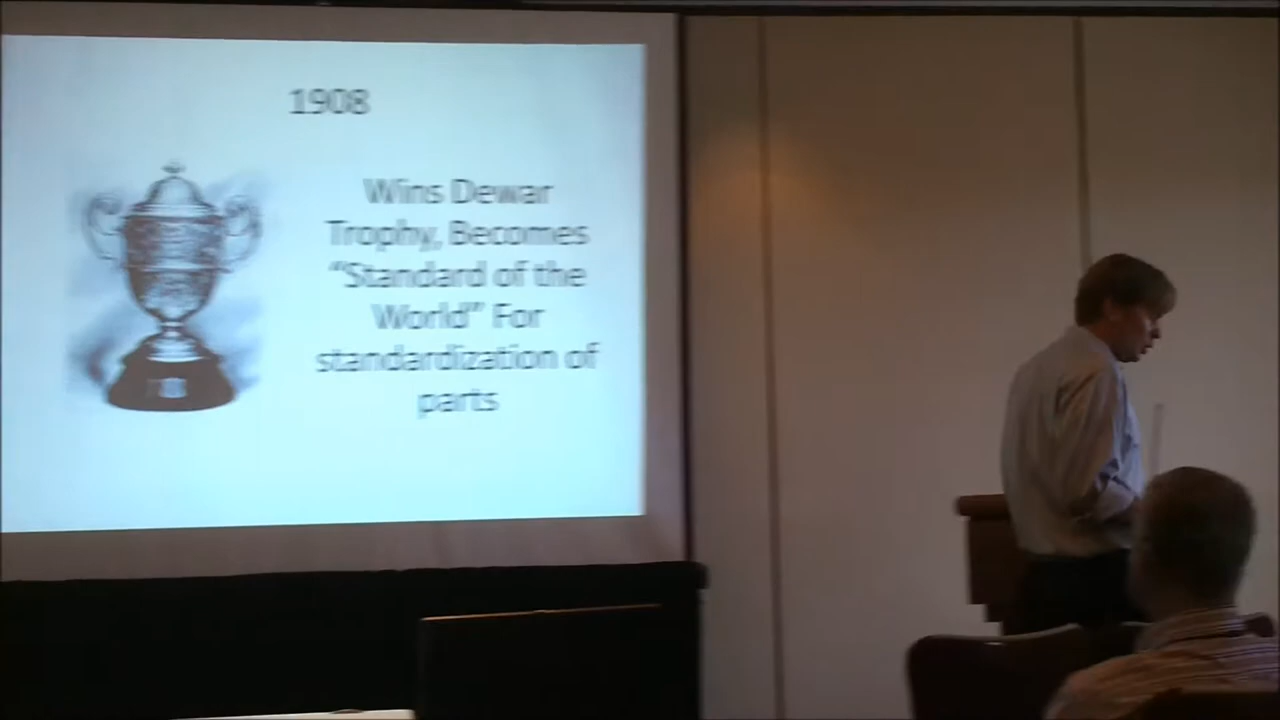 1908
Wins Dewar
Trophy, Becomes
“Standard of the
World” For
standardization of
parts